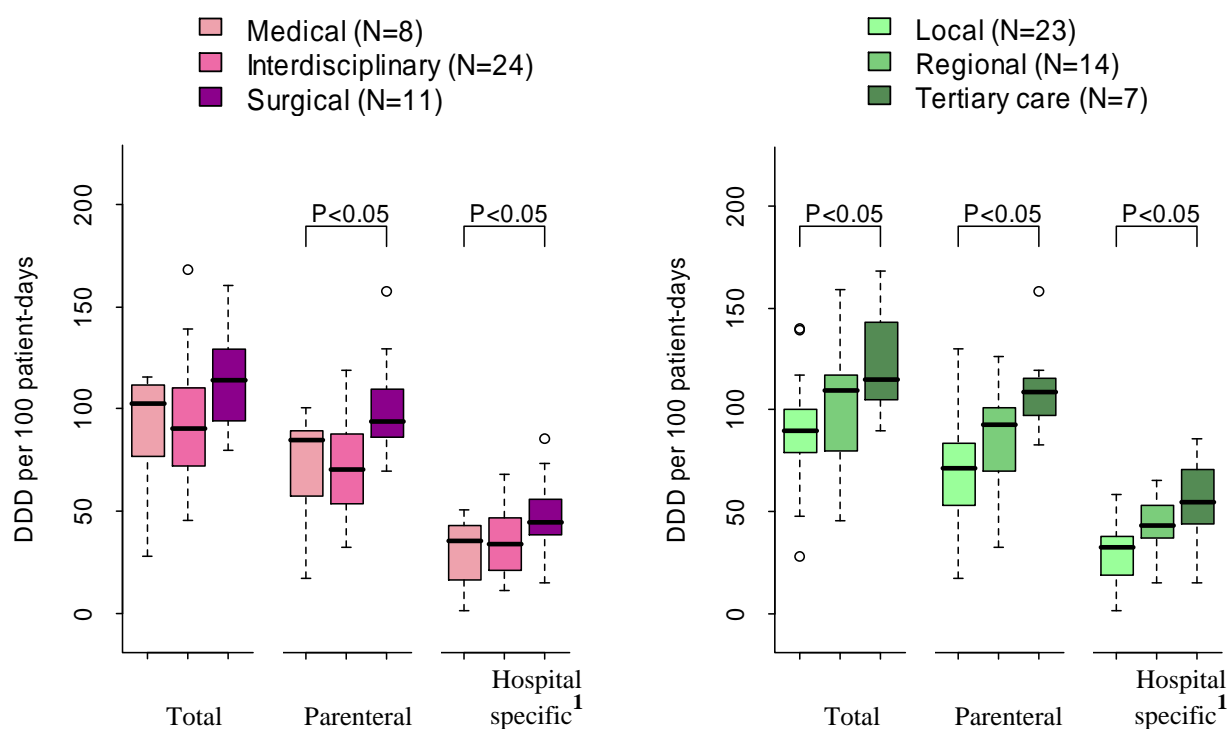 Medical (N=8)
Interdisciplinary (N=24)
Surgical (N=11)
DDD per 100 patient-days
200
150
100
50
0
P<0.05
P<0.05
Total
Parenteral
Hospital
specific1
Local (N=23)
Regional (N=14)
Tertiary care (N=7)
DDD per 100 patient-days
200
150
100
50
0
P<0.05
P<0.05
P<0.05
Total
Parenteral
Hospital
specific1